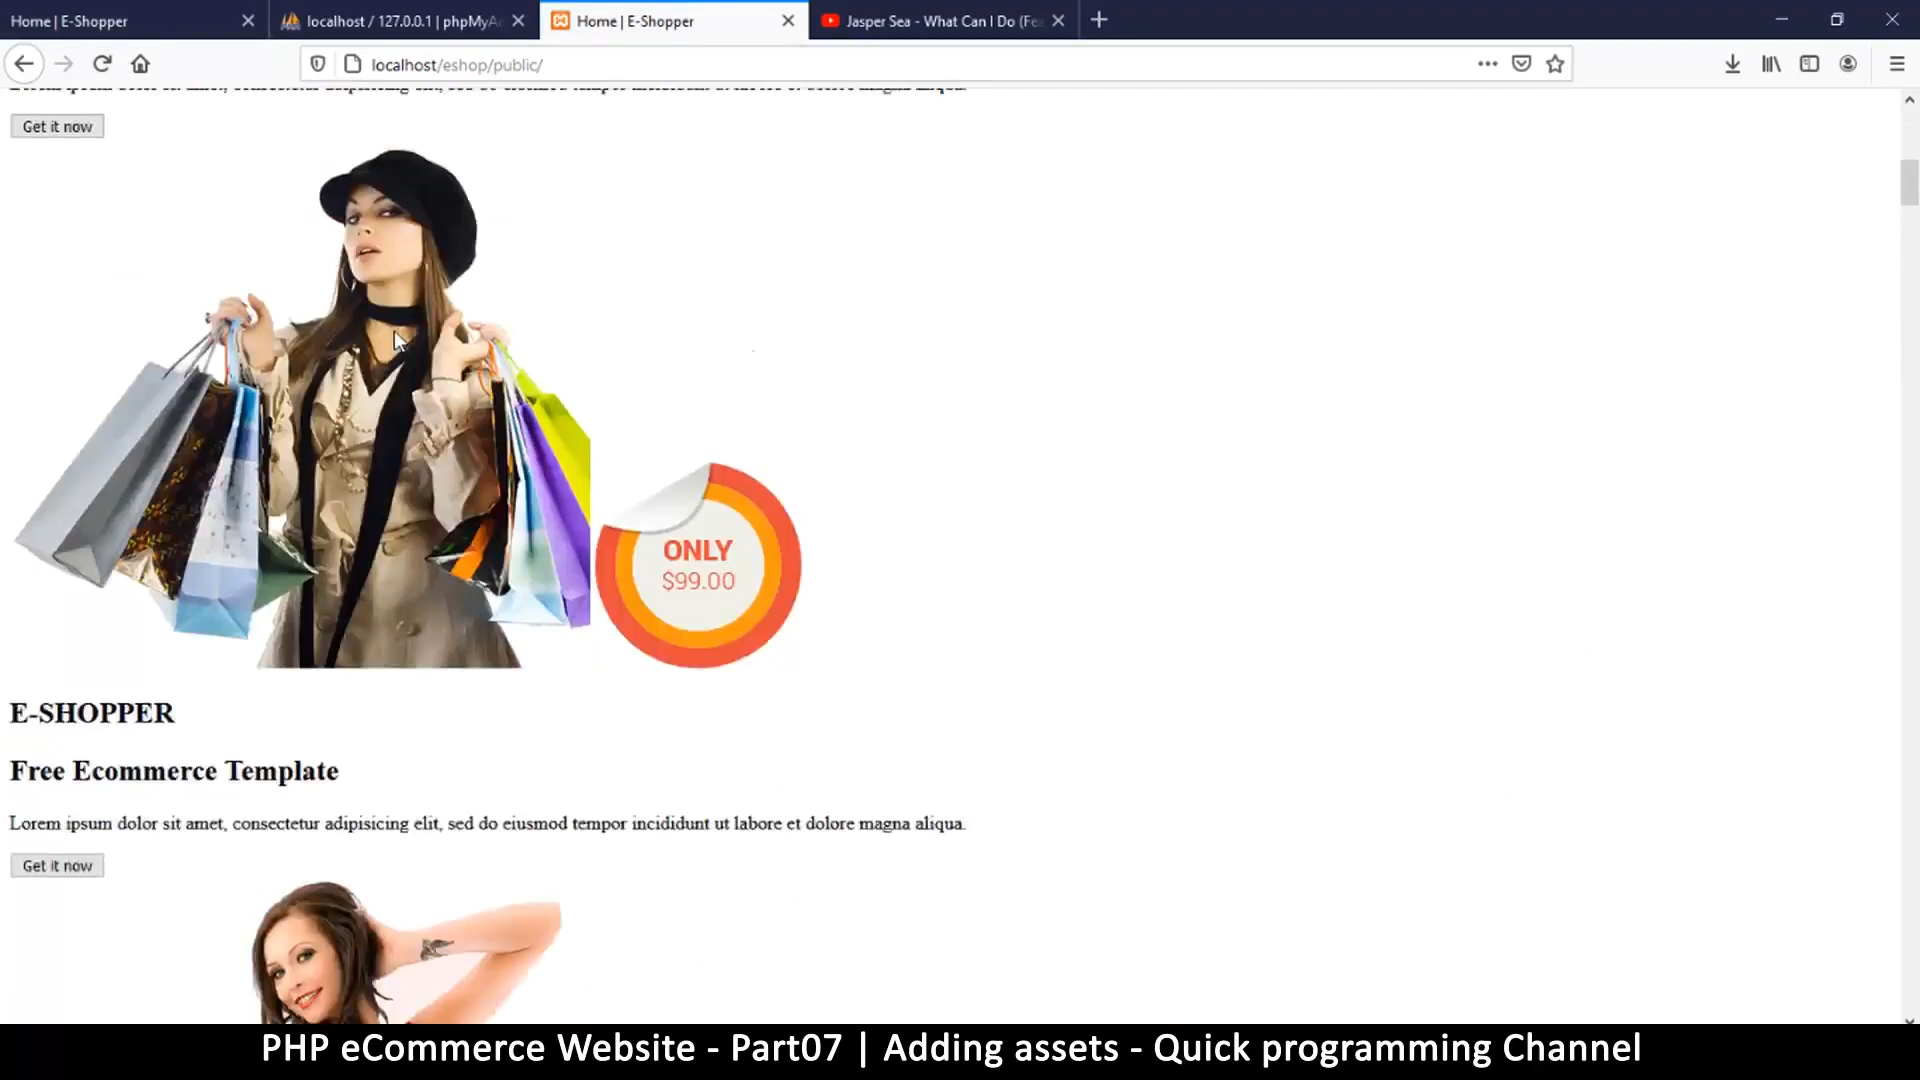 Home | E-Shopper
localhost / 127.0.0.1 | phpMyA
Home | E-Shopper
Jasper Sea - What Can I Do (Fea
localhost/eshop/public/
Get it now
ONLY
$99.00
E-SHOPPER
Free Ecommerce Template
Lorem ipsum dolor sit amet, consectetur adipisicing elit, sed do eiusmod tempor incididunt ut labore et dolore magna aliqua.
Get it now
PHP eCommerce Website - Part07 | Adding assets - Quick programming Channel